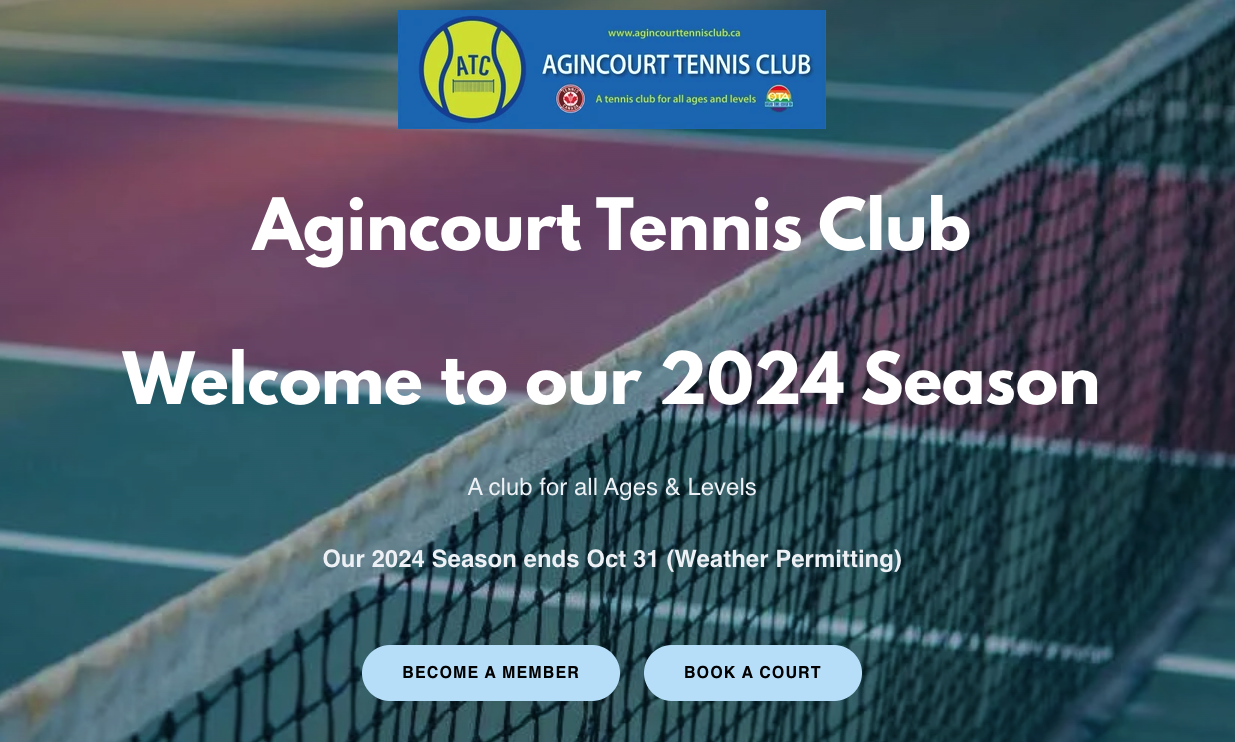 www.agincourttennisclub.ca
ATC
AGINCOURT TENNIS CLUB
A tennis club for all ages and levels
OTA
Agincourt Tennis Club
Welcome to our 2024 Season
A club for all Ages & Levels
Our 2024 Season ends Oct 31 (Weather Permitting)
BECOME A MEMBER
BOOK A COURT